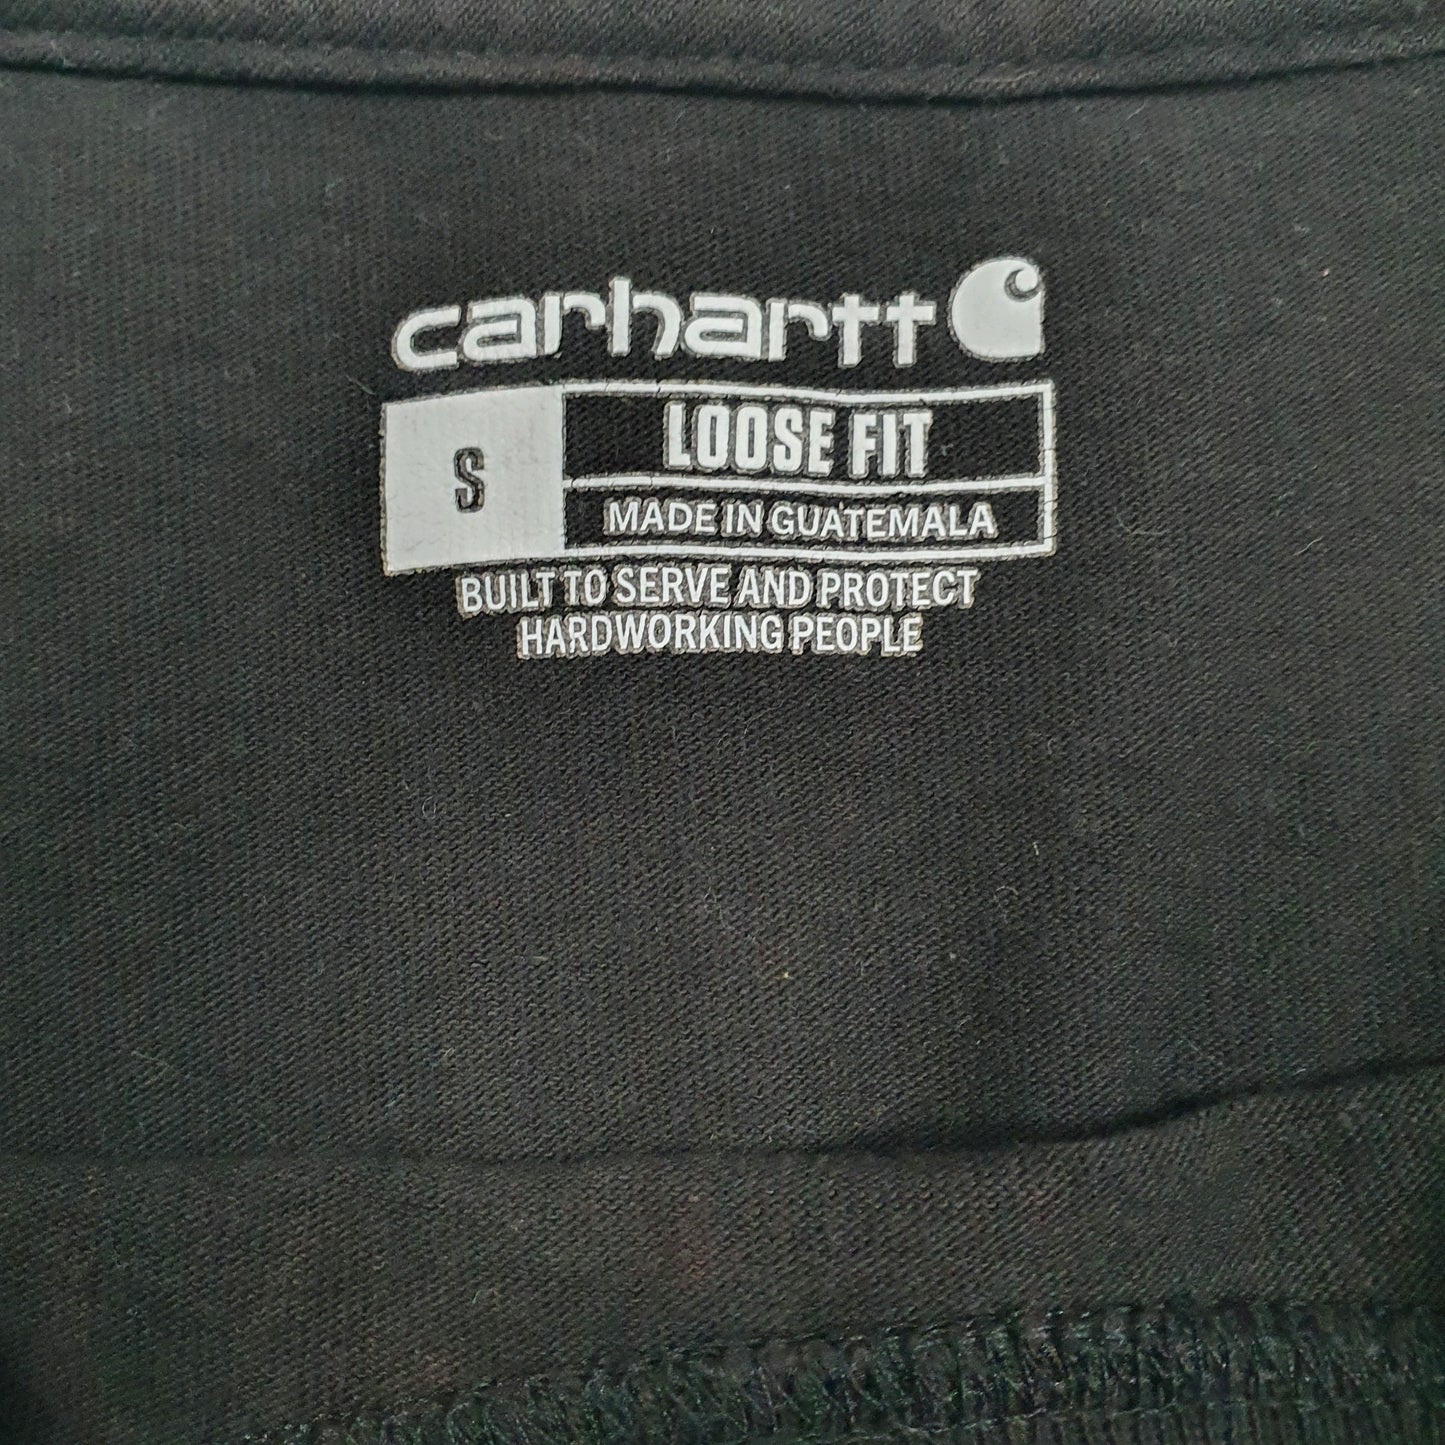 carhartt
S
LOOSE FIT
MADE IN GUATEMALA
BUILT TO SERVE AND PROTECT
HARDWORKING PEOPLE